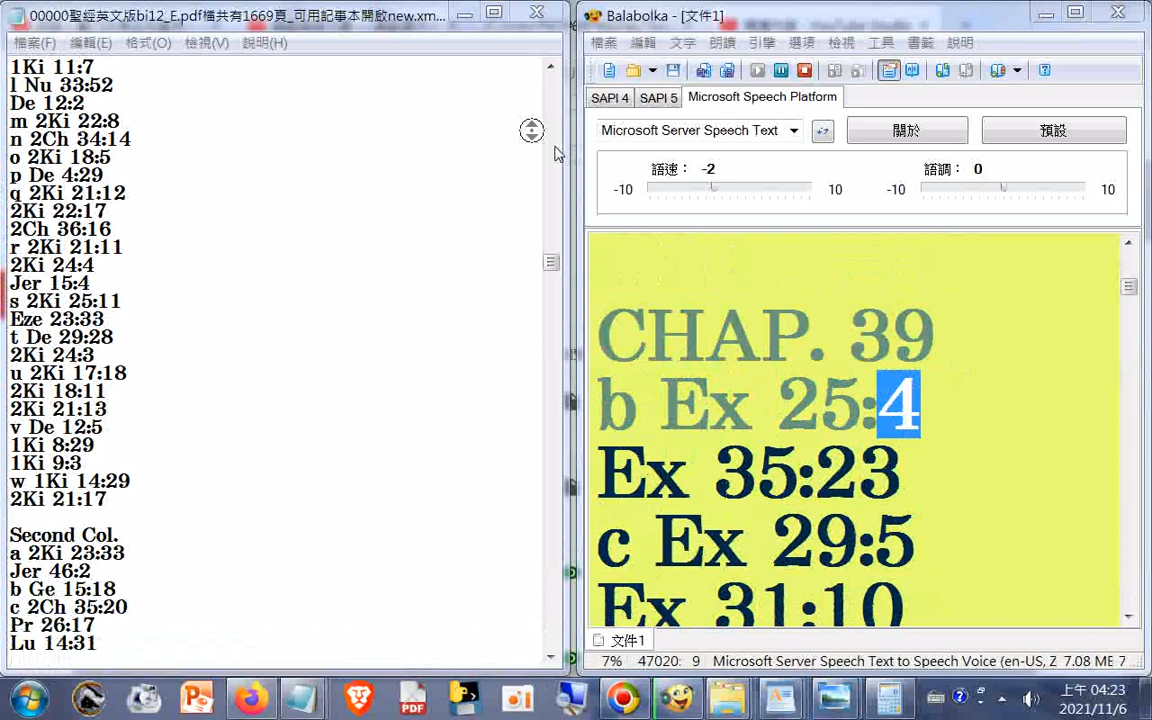 00000聖經英文版bi12_E.pdf檔共有1669頁_可用記事本開啟new.xm...
檔案(F) 編輯(E) 格式(O) 檢視(V) 說明(H)
1Ki 11:7
l Nu 33:52
De 12:2
m 2Ki 22:8
n 2Ch 34:14
o 2Ki 18:5
p De 4:29
q 2Ki 21:12
2Ki 22:17
2Ch 36:16
r 2Ki 21:11
2Ki 24:4
Jer 15:4
s 2Ki 25:11
Eze 23:33
t De 29:28
2Ki 24:3
u 2Ki 17:18
2Ki 18:11
2Ki 21:13
v De 12:5
1Ki 8:29
1Ki 9:3
w 1Ki 14:29
2Ki 21:17
Second Col.
a 2Ki 23:33
Jer 46:2
b Ge 15:18
c 2Ch 35:20
Pr 26:17
Lu 14:31
Balabolka - [文件1]
檔案 編輯 文字 朗讀 引擎 選項 檢視 工具 書籤 說明
SAPI 4 SAPI 5 Microsoft Speech Platform
Microsoft Server Speech Text 關於 預設
語速： -2 語調： 0
-10 10 -10 10
CHAP. 39
b Ex 25:4
Ex 35:23
c Ex 29:5
Ex 31:10
文件1
7% 47020: 9 Microsoft Server Speech Text to Speech Voice (en-US, Z 7.08 MB 7
PDF
上午 04:23
2021/11/6